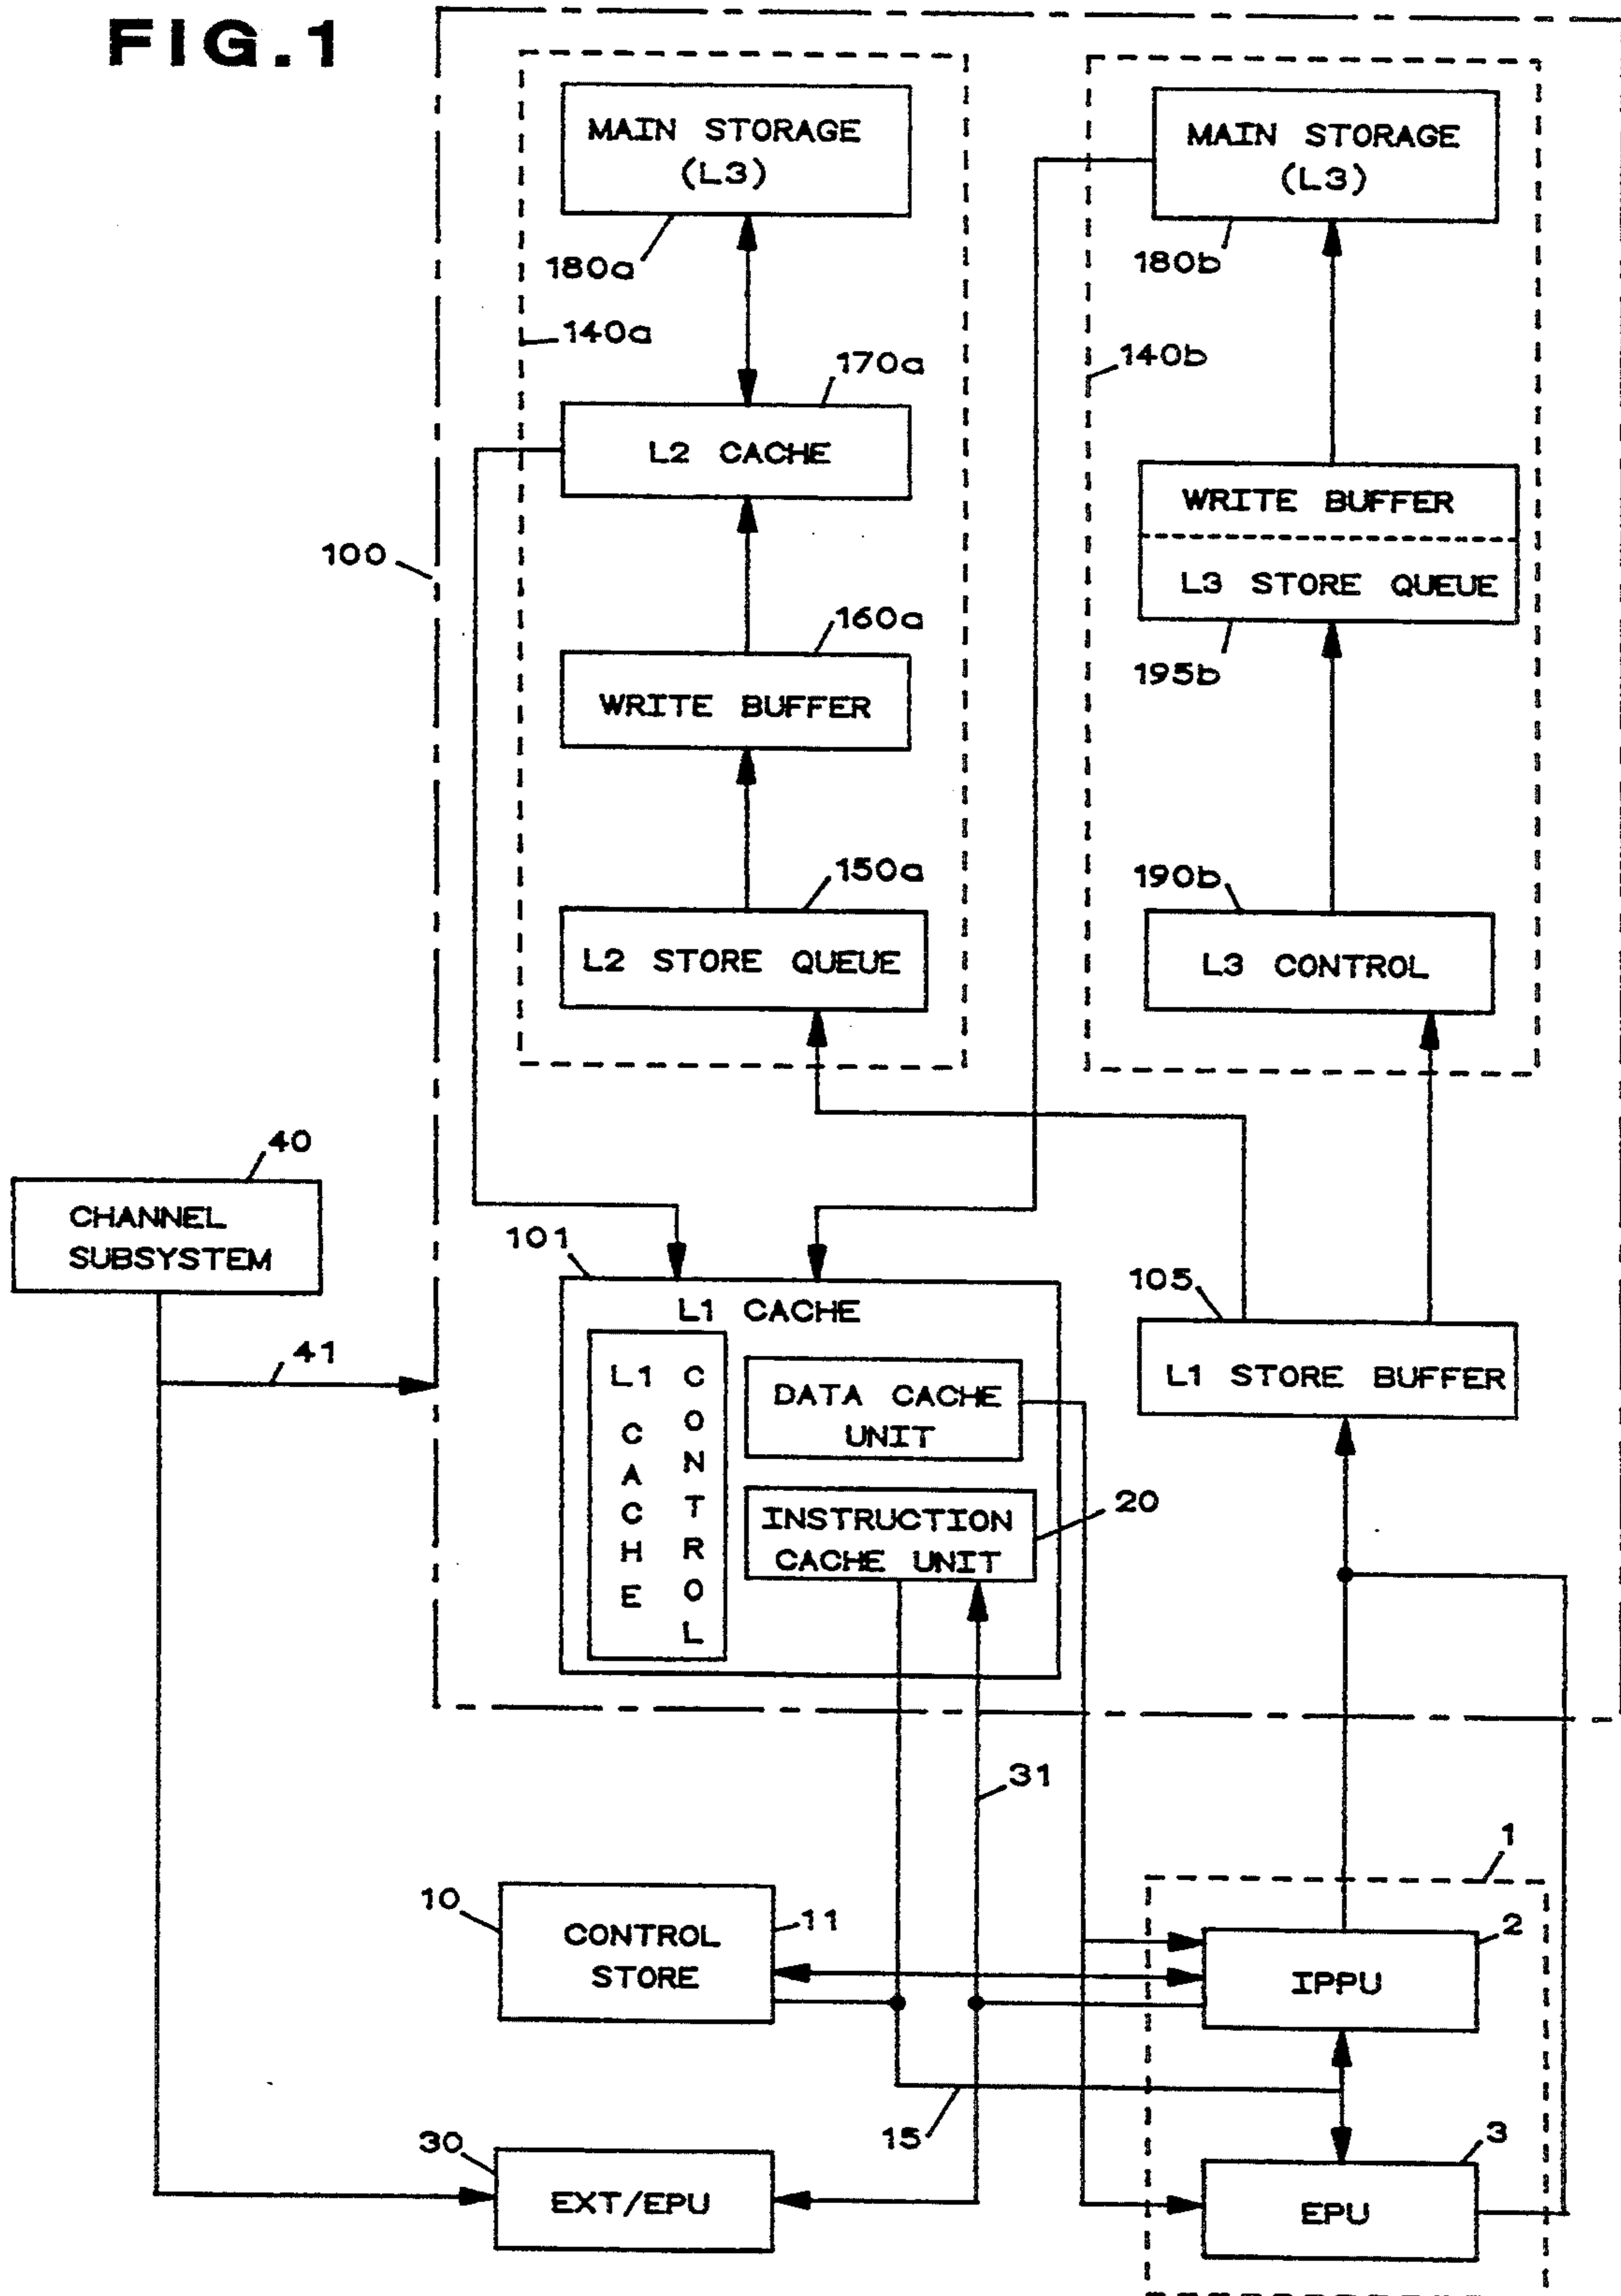 FIG.1
MAIN STORAGE
(L3)
180a
140a
170a
L2 CACHE
100
160a
WRITE BUFFER
150a
L2 STORE QUEUE
MAIN STORAGE
(L3)
180b
140b
WRITE BUFFER
L3 STORE QUEUE
195b
190b
L3 CONTROL
40
CHANNEL
SUBSYSTEM
41
101
L1 CACHE
L1 CACHE
CONTROL
DATA CACHE
UNIT
INSTRUCTION
CACHE UNIT
20
105
L1 STORE BUFFER
31
10
CONTROL
STORE
11
1
2
IPPU
15
30
EXT/EPU
3
EPU